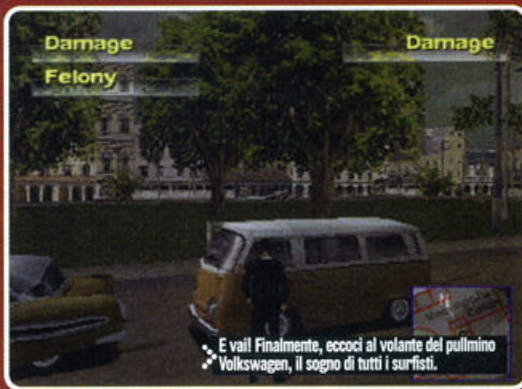 Damage
Damage
Felony
E vai! Finalmente, eccoci al volante del pullmino
Volkswagen, il sogno di tutti i surfisti.